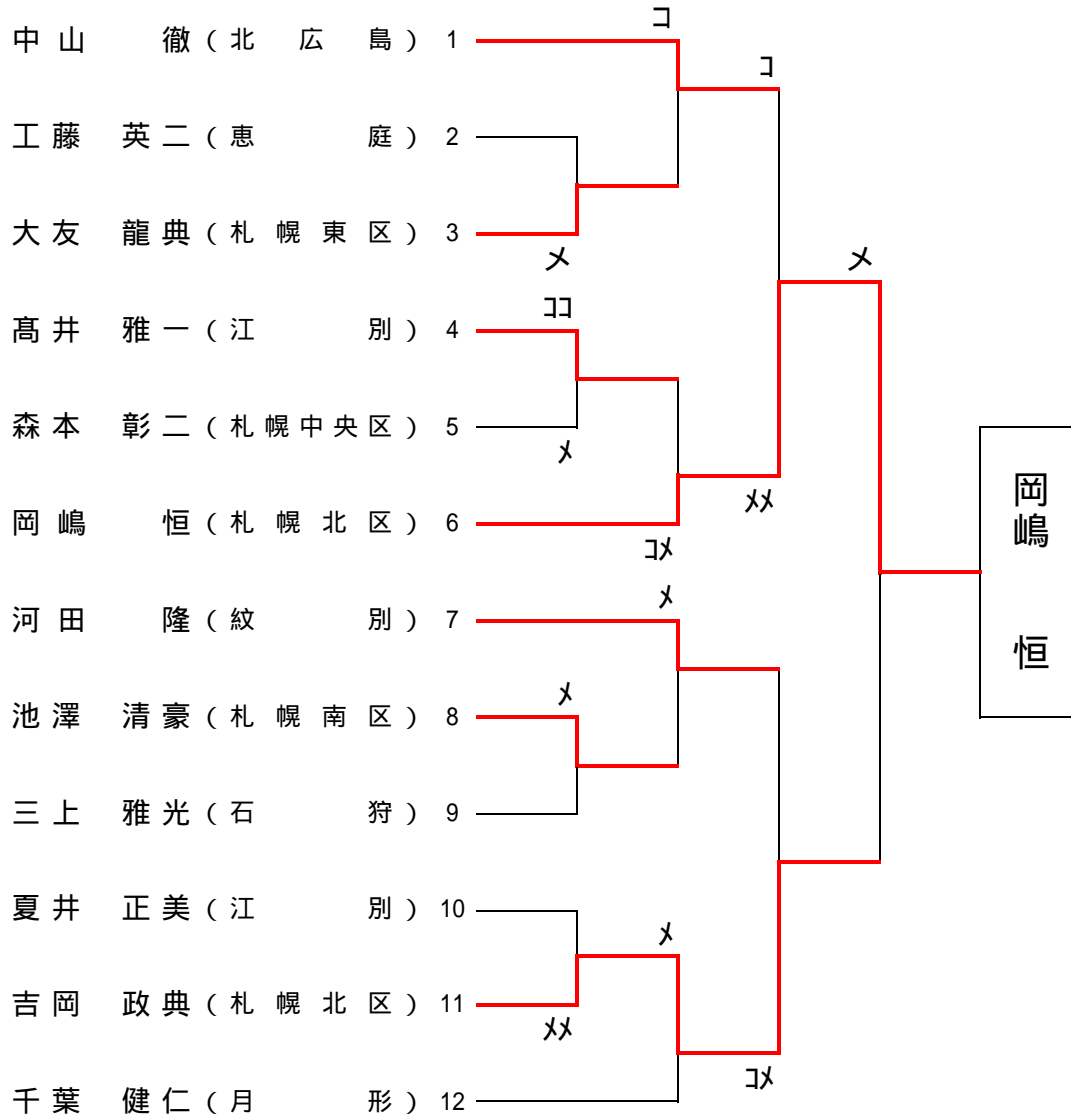 コ
中山 徹 (北広島) 1
コ
工藤 英二 (恵庭) 2
大友 龍典 (札幌東区) 3
メ
メ
ココ
髙井 雅一 (江別) 4
森本 彰二 (札幌中央区) 5
メ
メメ
岡嶋 恒
岡嶋 恒 (札幌北区) 6
コメ
メ
河田 隆 (紋別) 7
メ
池澤 清豪 (札幌南区) 8
三上 雅光 (石狩) 9
夏井 正美 (江別) 10
メ
吉岡 政典 (札幌北区) 11
メメ
コメ
千葉 健仁 (月形) 12